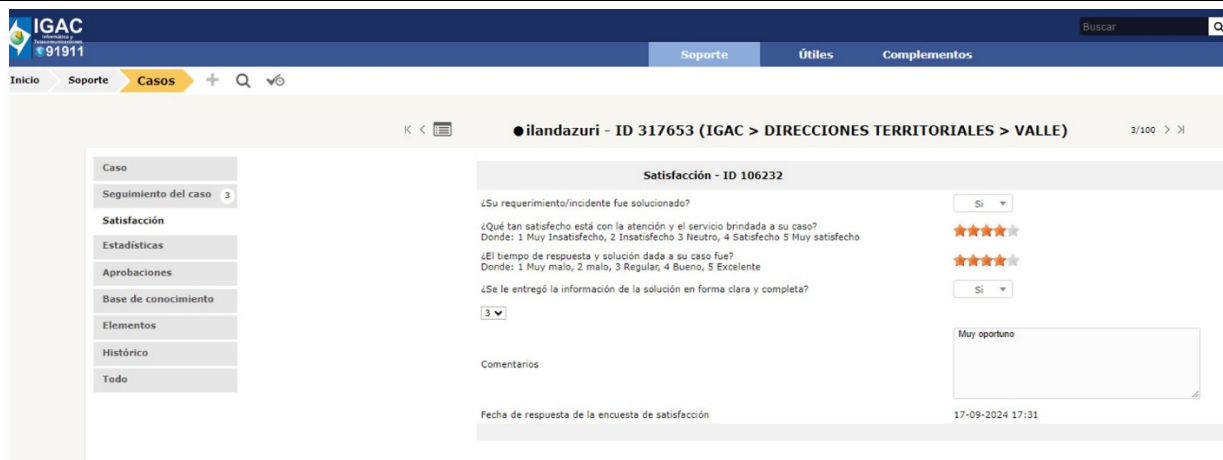 IGAC
Informática y
Telecomunicaciones
91911
Buscar
Soporte Útiles Complementos
Inicio Soporte Casos
ilandazuri - ID 317653 (IGAC > DIRECCIONES TERRITORIALES > VALLE)
3/100
Caso
Seguimiento del caso 3
Satisfacción
Estadísticas
Aprobaciones
Base de conocimiento
Elementos
Histórico
Todo
Satisfacción - ID 106232
¿Su requerimiento/incidente fue solucionado? Si
¿Qué tan satisfecho está con la atención y el servicio brindada a su caso?
Donde: 1 Muy Insatisfecho, 2 Insatisfecho 3 Neutro, 4 Satisfecho 5 Muy satisfecho
¿El tiempo de respuesta y solución dada a su caso fue?
Donde: 1 Muy malo, 2 malo, 3 Regular, 4 Bueno, 5 Excelente
¿Se le entregó la información de la solución en forma clara y completa? Si
3
Comentarios
Muy oportuno
Fecha de respuesta de la encuesta de satisfacción 17-09-2024 17:31